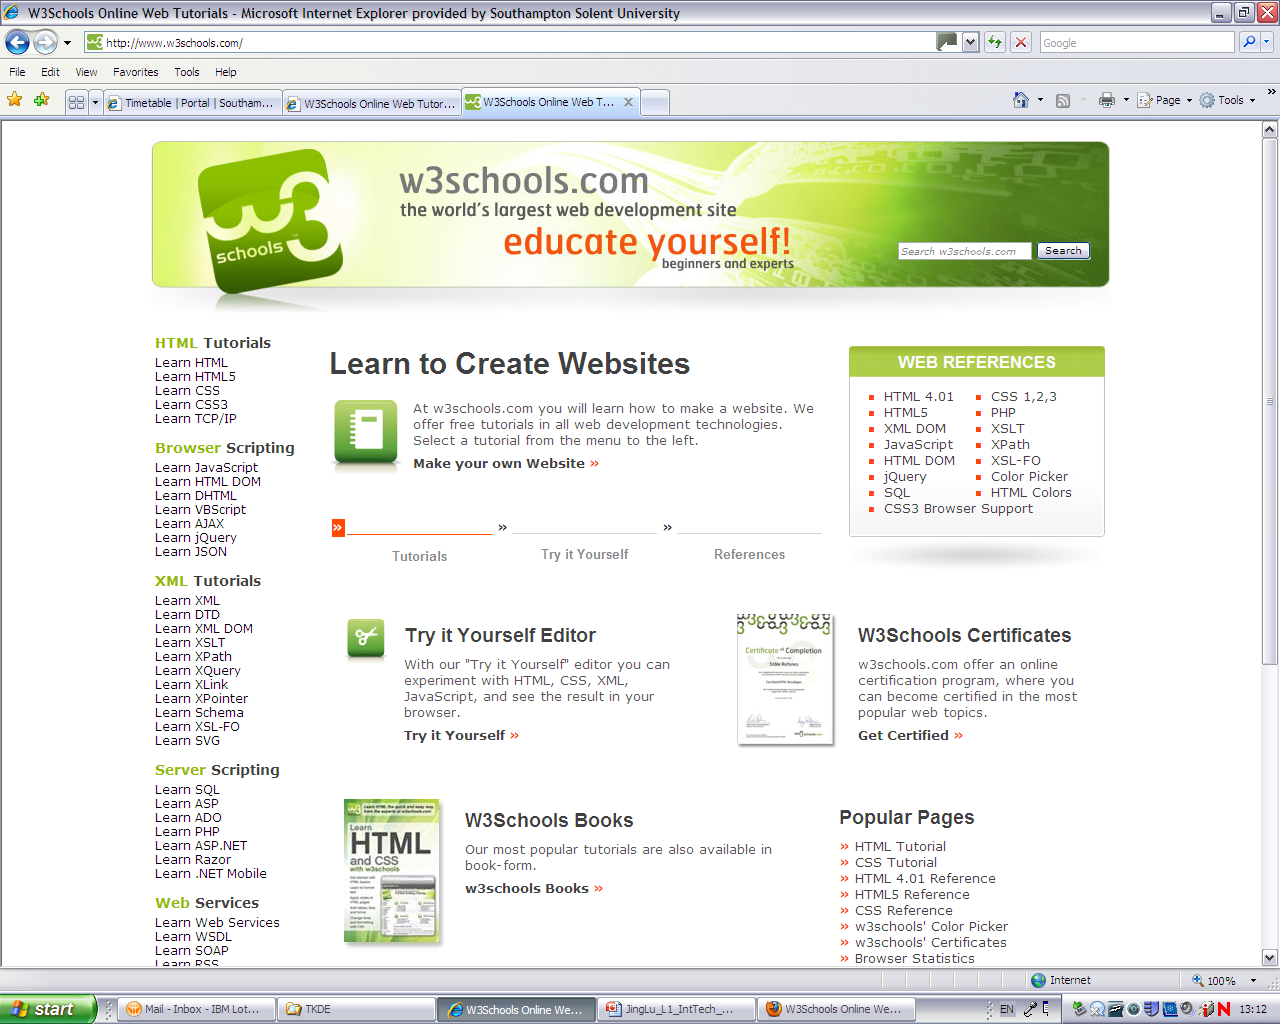 W3Schools Online Web Tutorials - Microsoft Internet Explorer provided by Southampton Solent University
http://www.w3schools.com/
Google
File Edit View Favorites Tools Help
Timetable | Portal | Southam...
W3Schools Online Web Tutor...
W3Schools Online Web T...
Page
Tools
w3 schools
w3schools.com
the world's largest web development site
educate yourself!
beginners and experts
Search w3schools.com
Search
HTML Tutorials
Learn HTML
Learn HTML5
Learn CSS
Learn CSS3
Learn TCP/IP
Browser Scripting
Learn JavaScript
Learn HTML DOM
Learn DHTML
Learn VBScript
Learn AJAX
Learn jQuery
Learn JSON
XML Tutorials
Learn XML
Learn DTD
Learn XML DOM
Learn XSLT
Learn XPath
Learn XQuery
Learn XLink
Learn XPointer
Learn Schema
Learn XSL-FO
Learn SVG
Server Scripting
Learn SQL
Learn ASP
Learn ADO
Learn PHP
Learn ASP.NET
Learn Razor
Learn .NET Mobile
Web Services
Learn Web Services
Learn WSDL
Learn SOAP
Learn RSS
Learn to Create Websites
At w3schools.com you will learn how to make a website. We
offer free tutorials in all web development technologies.
Select a tutorial from the menu to the left.
Make your own Website »
» Tutorials
» Try it Yourself
» References
WEB REFERENCES
HTML 4.01
HTML5
XML DOM
JavaScript
HTML DOM
jQuery
SQL
CSS3 Browser Support
CSS 1,2,3
PHP
XSLT
XPath
XSL-FO
Color Picker
HTML Colors
Try it Yourself Editor
With our "Try it Yourself" editor you can
experiment with HTML, CSS, XML,
JavaScript, and see the result in your
browser.
Try it Yourself »
Certificate of Completion
W3Schools Certificates
w3schools.com offer an online
certification program, where you
can become certified in the most
popular web topics.
Get Certified »
Learn
HTML
and CSS
with w3schools
W3Schools Books
Our most popular tutorials are also available in
book-form.
w3schools Books »
Popular Pages
» HTML Tutorial
» CSS Tutorial
» HTML 4.01 Reference
» HTML5 Reference
» CSS Reference
» w3schools' Color Picker
» w3schools' Certificates
» Browser Statistics
Internet
100%
start
Mail - Inbox - IBM Lot...
TKDE
W3Schools Online We...
JingLu_L1_IntTech_...
W3Schools Online We...
EN
13:12